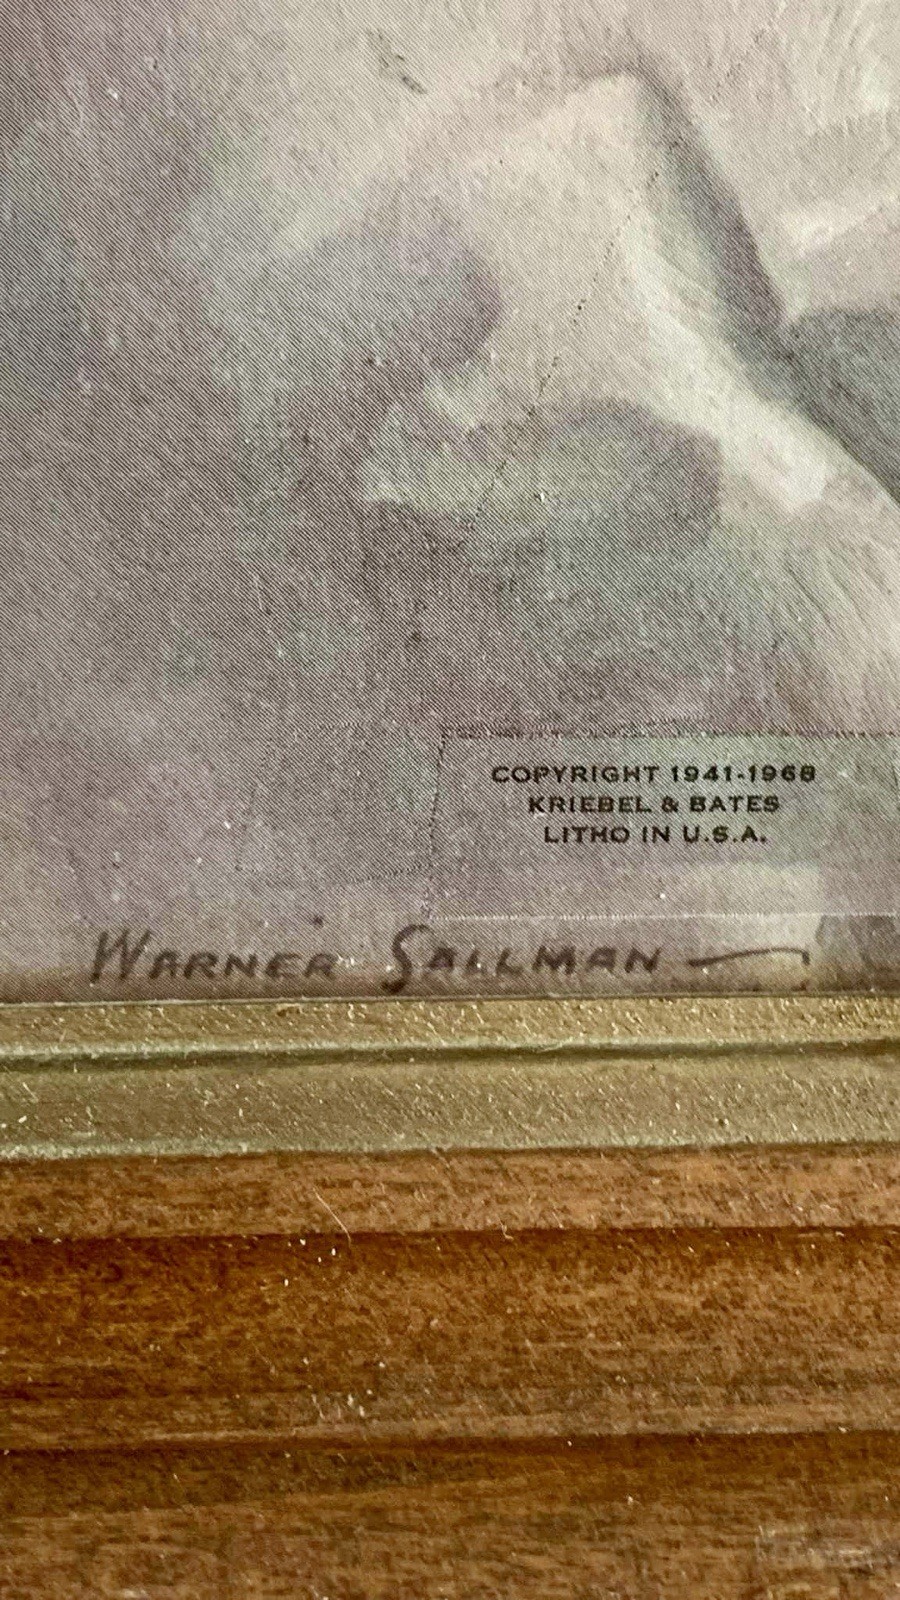 COPYRIGHT 1941-1968
KRIEBEL & BATES
LITHO IN U.S.A.
WARNER SALLMAN